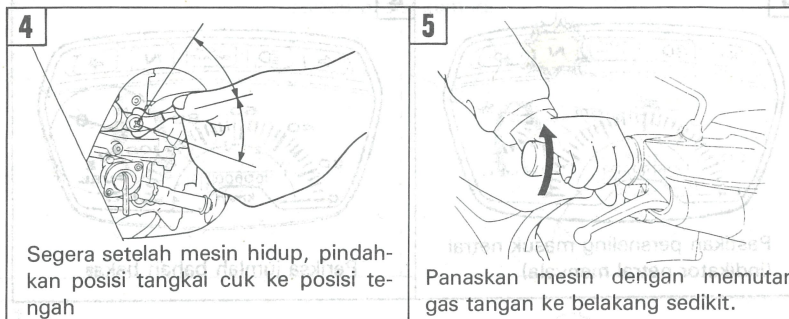 4
Segera setelah mesin hidup, pindah-
kan posisi tangkai cuk ke posisi te-
ngah
5
Panaskan mesin dengan memutar
gas tangan ke belakang sedikit.